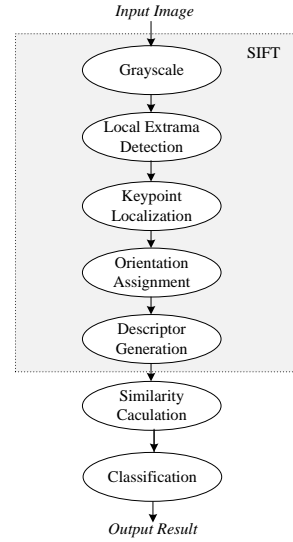 Input Image
SIFT
Grayscale
Local Extrama
Detection
Keypoint
Localization
Orientation
Assignment
Descriptor
Generation
Similarity
Caculation
Classification
Output Result